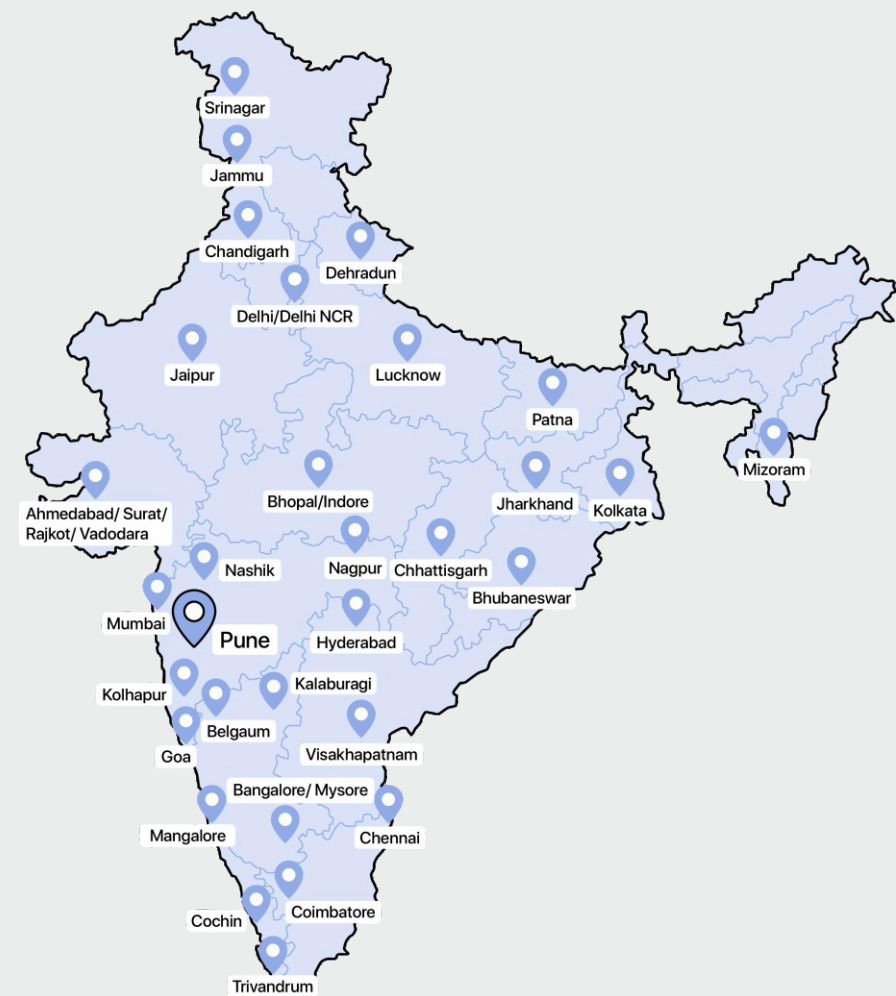 Srinagar
Jammu
Chandigarh
Dehradun
Delhi/Delhi NCR
Jaipur
Lucknow
Patna
Mizoram
Bhopal/Indore
Jharkhand
Kolkata
Ahmedabad/ Surat/
Rajkot/ Vadodara
Nashik
Nagpur
Chhattisgarh
Bhubaneswar
Mumbai
Pune
Hyderabad
Kolhapur
Kalaburagi
Belgaum
Goa
Visakhapatnam
Bangalore/ Mysore
Mangalore
Chennai
Coimbatore
Cochin
Trivandrum